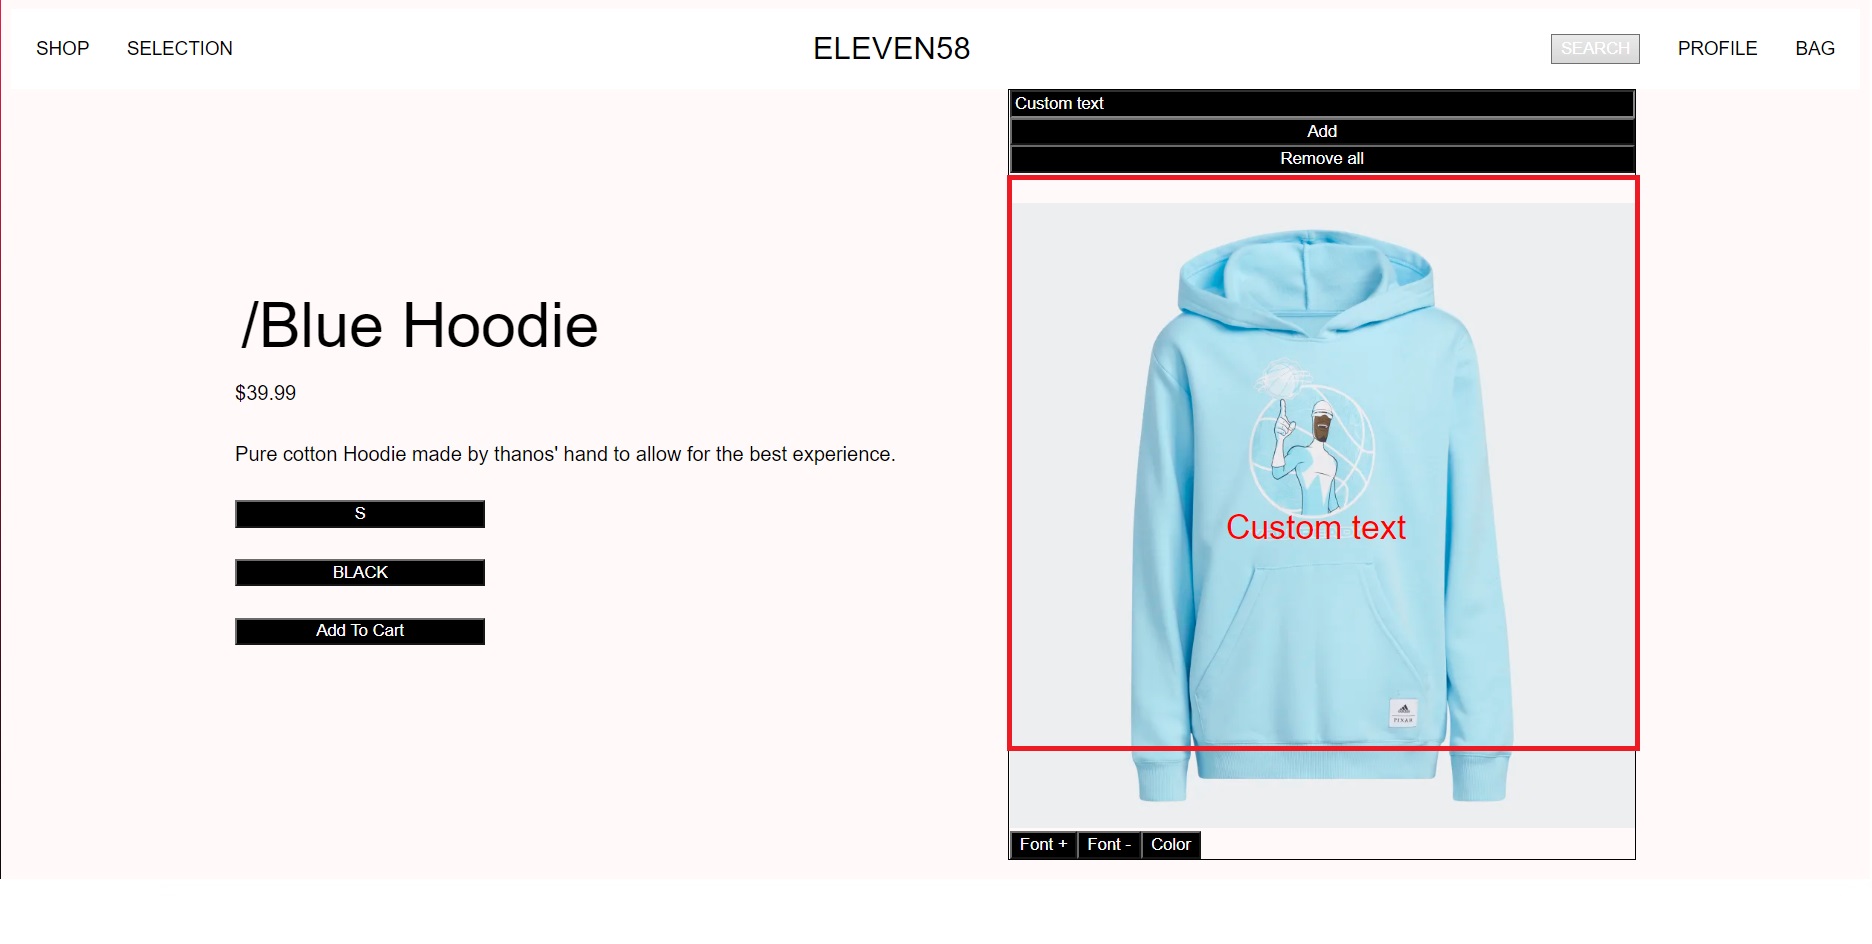 SHOP SELECTION ELEVEN58 SEARCH PROFILE BAG
/Blue Hoodie
$39.99
Pure cotton Hoodie made by thanos' hand to allow for the best experience.
S
BLACK
Add To Cart
Custom text
Add
Remove all
Custom text
PIXAR
Font + Font - Color